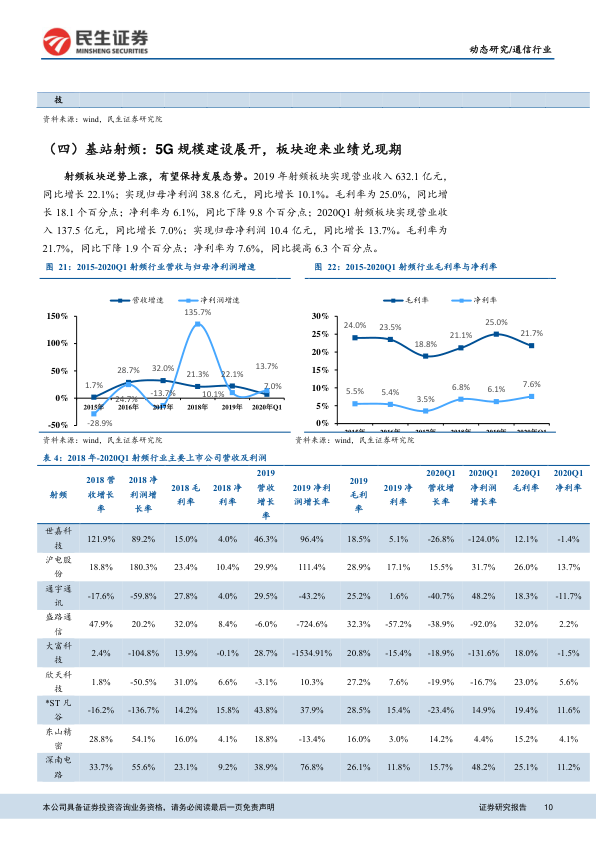 民生证券
MINSHENG SECURITIES
动态研究/通信行业
技
资料来源：wind，民生证券研究院
（四）基站射频：5G 规模建设展开，板块迎来业绩兑现期
射频板块逆势上涨，有望保持发展态势。2019 年射频板块实现营业收入 632.1 亿元，
同比增长 22.1%；实现归母净利润 38.8 亿元，同比增长 10.1%。毛利率为 25.0%，同比增
长 18.1 个百分点；净利率为 6.1%，同比下降 9.8 个百分点；2020Q1 射频板块实现营业收
入 137.5 亿元，同比增长 7.0%；实现归母净利润 10.4 亿元，同比增长 13.7%。毛利率为
21.7%，同比下降 1.9 个百分点；净利率为 7.6%，同比提高 6.3 个百分点。
图 21：2015-2020Q1 射频行业营收与归母净利润增速
营收增速 净利润增速
150%
100%
50%
0%
-50%
1.7% 28.7% 32.0% 21.3% 22.1% 7.0%
-28.9% 24.7% -13.7% 135.7% 10.1% 13.7%
2015年 2016年 2017年 2018年 2019年 2020年Q1
资料来源：wind，民生证券研究院
图 22：2015-2020Q1 射频行业毛利率与净利率
毛利率 净利率
30%
25%
20%
15%
10%
5%
0%
24.0% 23.5% 18.8% 21.1% 25.0% 21.7%
5.5% 5.4% 3.5% 6.8% 6.1% 7.6%
2015年 2016年 2017年 2018年 2019年 2020年Q1
资料来源：wind，民生证券研究院
表 4：2018 年-2020Q1 射频行业主要上市公司营收及利润
射频 2018 营收增长率 2018 净利润增长率 2018 毛利率 2018 净利率 2019 营收增长率 2019 净利润增长率 2019 毛利率 2019 净利率 2020Q1 营收增长率 2020Q1 净利润增长率 2020Q1 毛利率 2020Q1 净利率
世嘉科技 121.9% 89.2% 15.0% 4.0% 46.3% 96.4% 18.5% 5.1% -26.8% -124.0% 12.1% -1.4%
沪电股份 18.8% 180.3% 23.4% 10.4% 29.9% 111.4% 28.9% 17.1% 15.5% 31.7% 26.0% 13.7%
通宇通讯 -17.6% -59.8% 27.8% 4.0% 29.5% -43.2% 25.2% 1.6% -40.7% 48.2% 18.3% -11.7%
盛路通信 47.9% 20.2% 32.0% 8.4% -6.0% -724.6% 32.3% -57.2% -38.9% -92.0% 32.0% 2.2%
大富科技 2.4% -104.8% 13.9% -0.1% 28.7% -1534.91% 20.8% -15.4% -18.9% -131.6% 18.0% -1.5%
欣天科技 1.8% -50.5% 31.0% 6.6% -3.1% 10.3% 27.2% 7.6% -19.9% -16.7% 23.0% 5.6%
*ST 凡谷 -16.2% -136.7% 14.2% 15.8% 43.8% 37.9% 28.5% 15.4% -23.4% 14.9% 19.4% 11.6%
东山精密 28.8% 54.1% 16.0% 4.1% 18.8% -13.4% 16.0% 3.0% 14.2% 4.4% 15.2% 4.1%
深南电路 33.7% 55.6% 23.1% 9.2% 38.9% 76.8% 26.1% 11.8% 15.7% 48.2% 25.1% 11.2%
本公司具备证券投资咨询业务资格，请务必阅读最后一页免责声明
证券研究报告 10